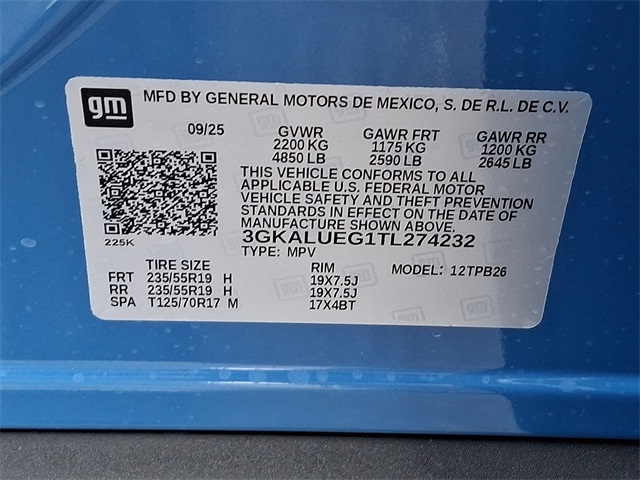 gm MFD BY GENERAL MOTORS DE MEXICO, S. DE R.L. DE C.V.
09/25 GVWR GAWR FRT GAWR RR
2200 KG 1175 KG 1200 KG
4850 LB 2590 LB 2645 LB
THIS VEHICLE CONFORMS TO ALL
APPLICABLE U.S. FEDERAL MOTOR
VEHICLE SAFETY AND THEFT PREVENTION
STANDARDS IN EFFECT ON THE DATE OF
MANUFACTURE SHOWN ABOVE.
225K 3GKALUEG1TL274232
TYPE: MPV
TIRE SIZE RIM MODEL: 12TPB26
FRT 235/55R19 H 19X7.5J
RR 235/55R19 H 19X7.5J
SPA T125/70R17 M 17X4BT